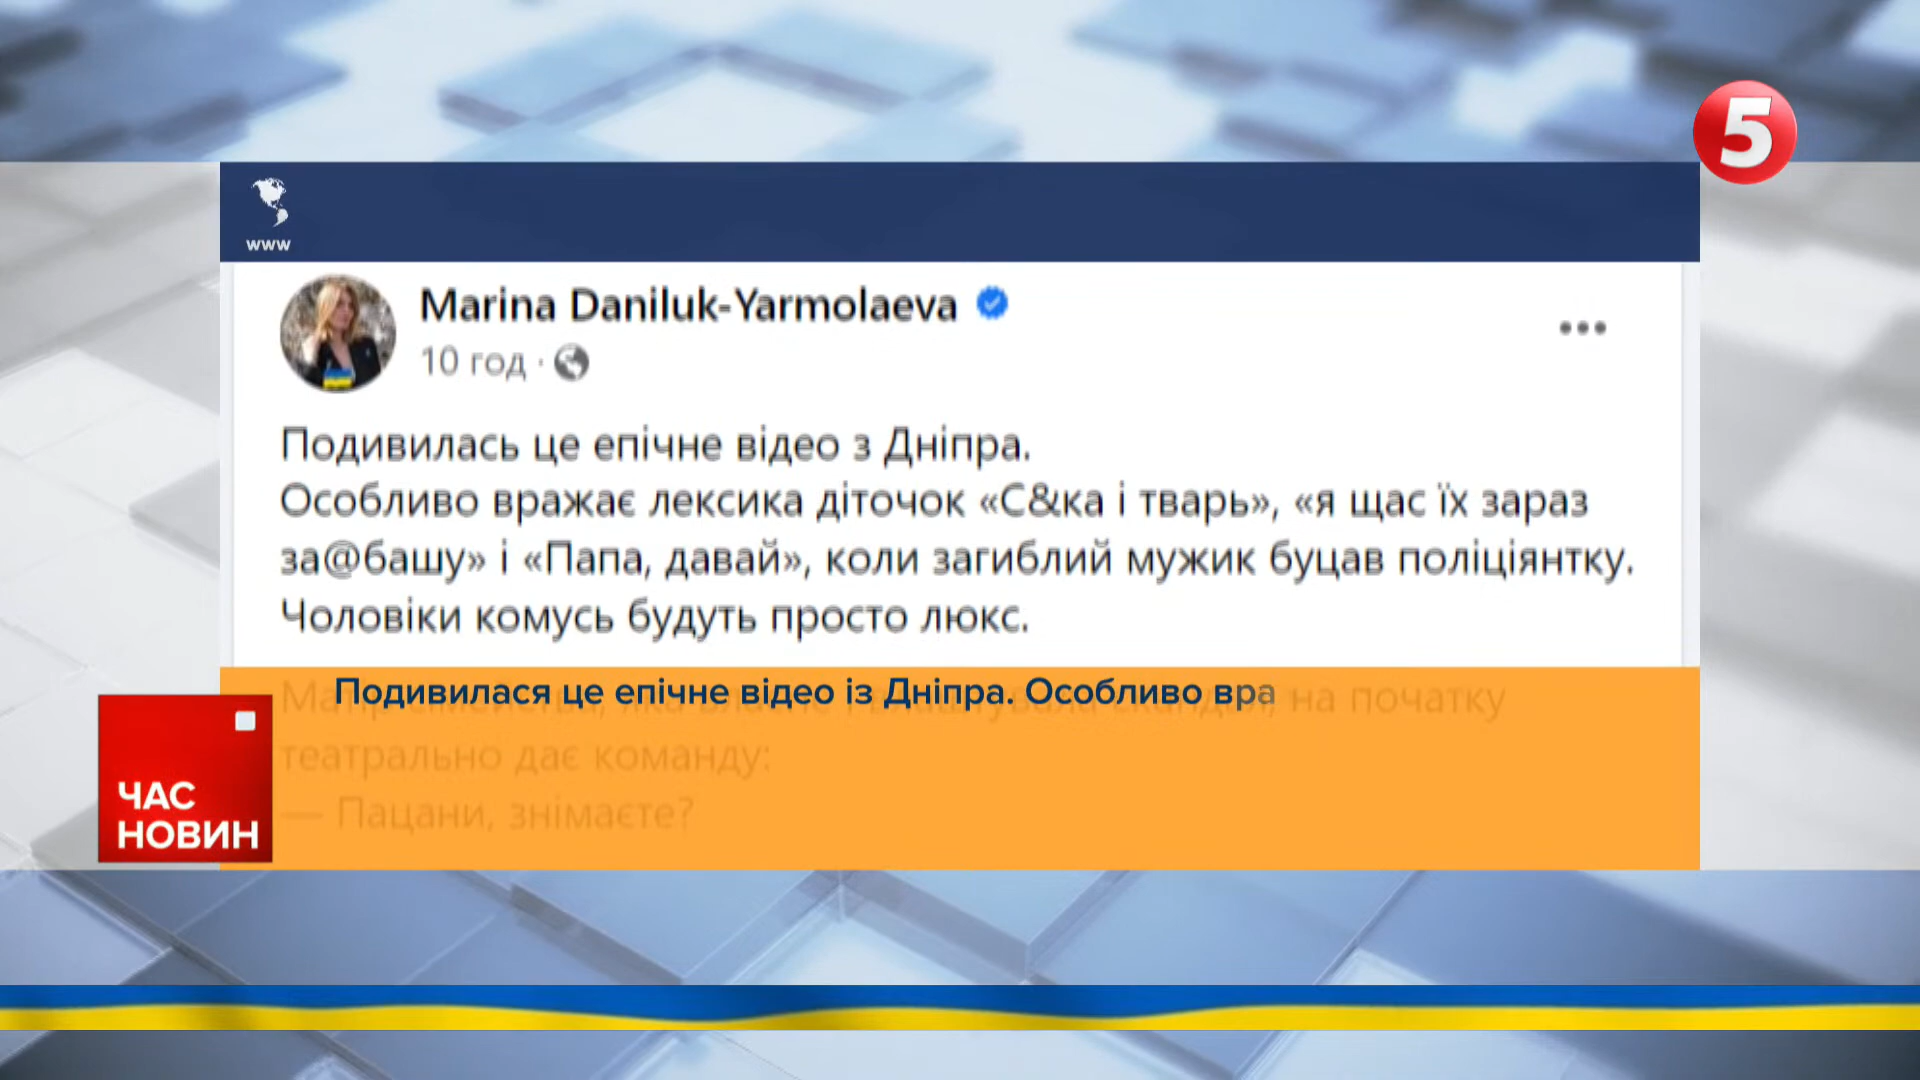 5
www
Marina Daniluk-Yarmolaeva
10 год ·
Подивилась це епічне відео з Дніпра.
Особливо вражає лексика діточок «С&ка і тварь», «я щас їх зараз
за@башу» і «Папа, давай», коли загиблий мужик буцав поліціянтку.
Чоловіки комусь будуть просто люкс.
Подивилася це епічне відео із Дніпра. Особливо вра
на початку
театрально дає команду:
— Пацани, знімаєте?
ЧАС
НОВИН